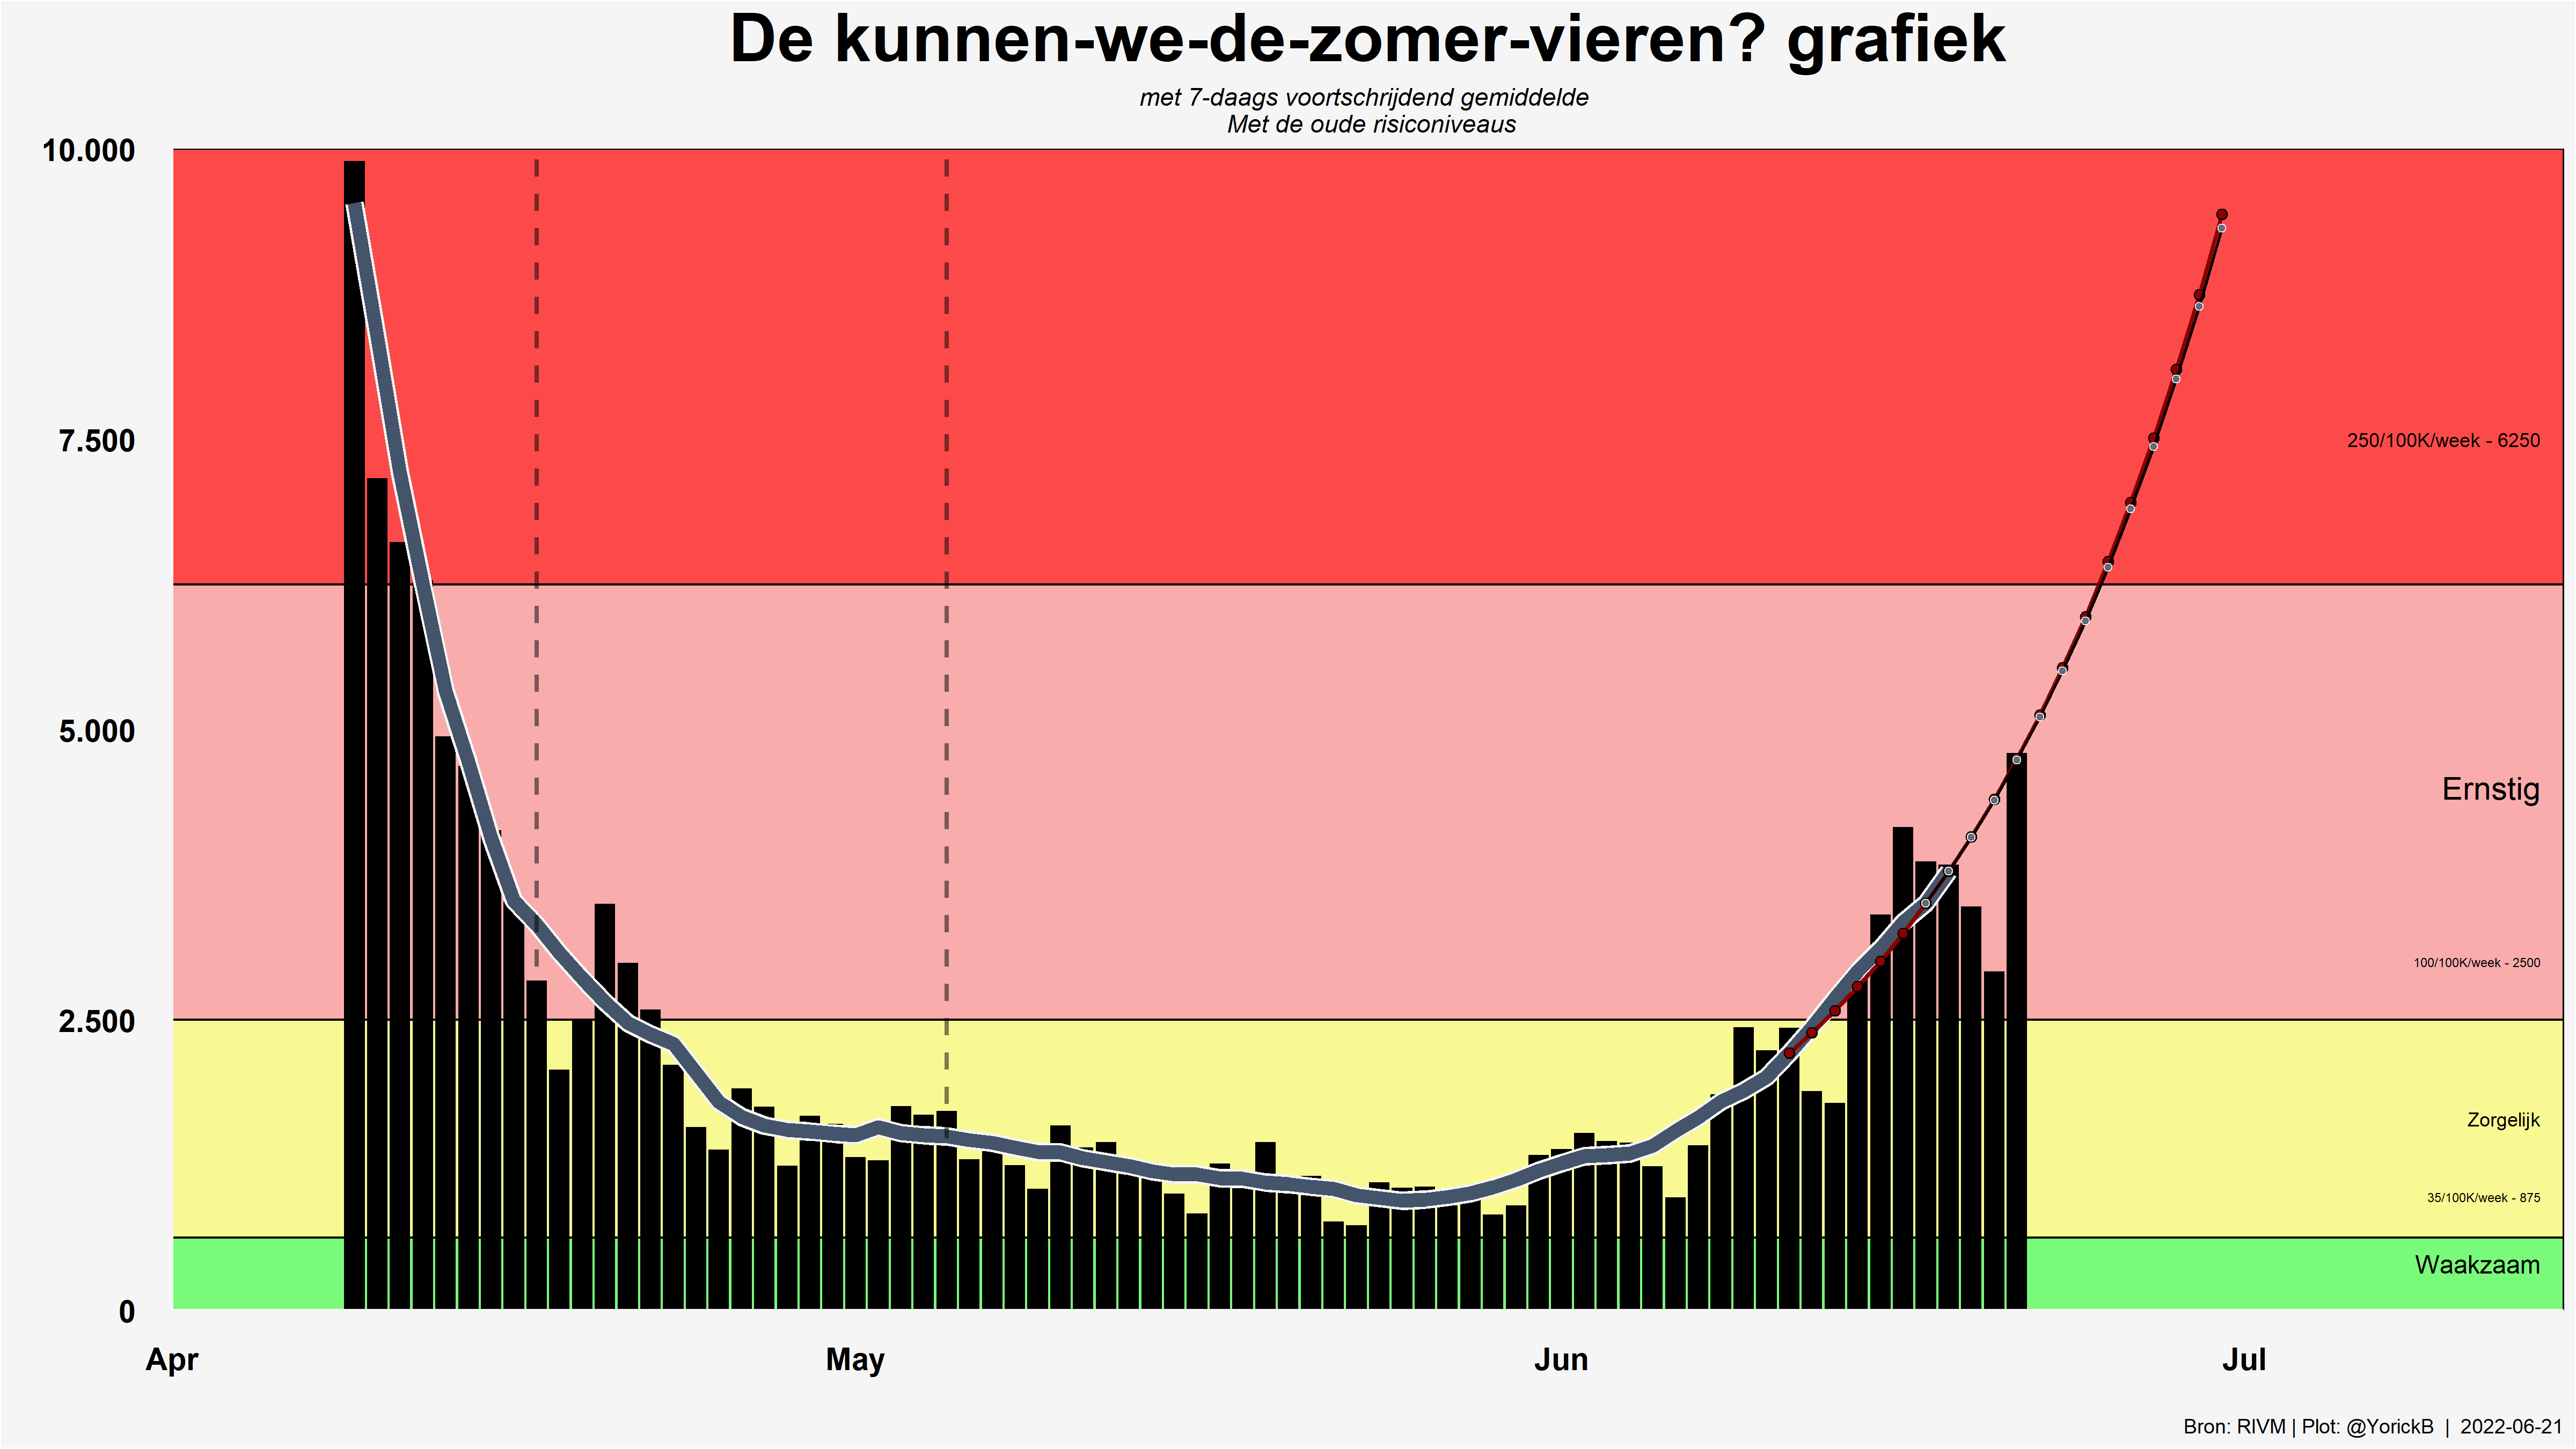 De kunnen-we-de-zomer-vieren? grafiek
met 7-daags voortschrijdend gemiddelde
Met de oude risiconiveaus
10.000
7.500
250/100K/week - 6250
5.000
Ernstig
100/100K/week - 2500
2.500
Zorgelijk
35/100K/week - 875
Waakzaam
0
Apr May Jun Jul
Bron: RIVM | Plot: @YorickB | 2022-06-21